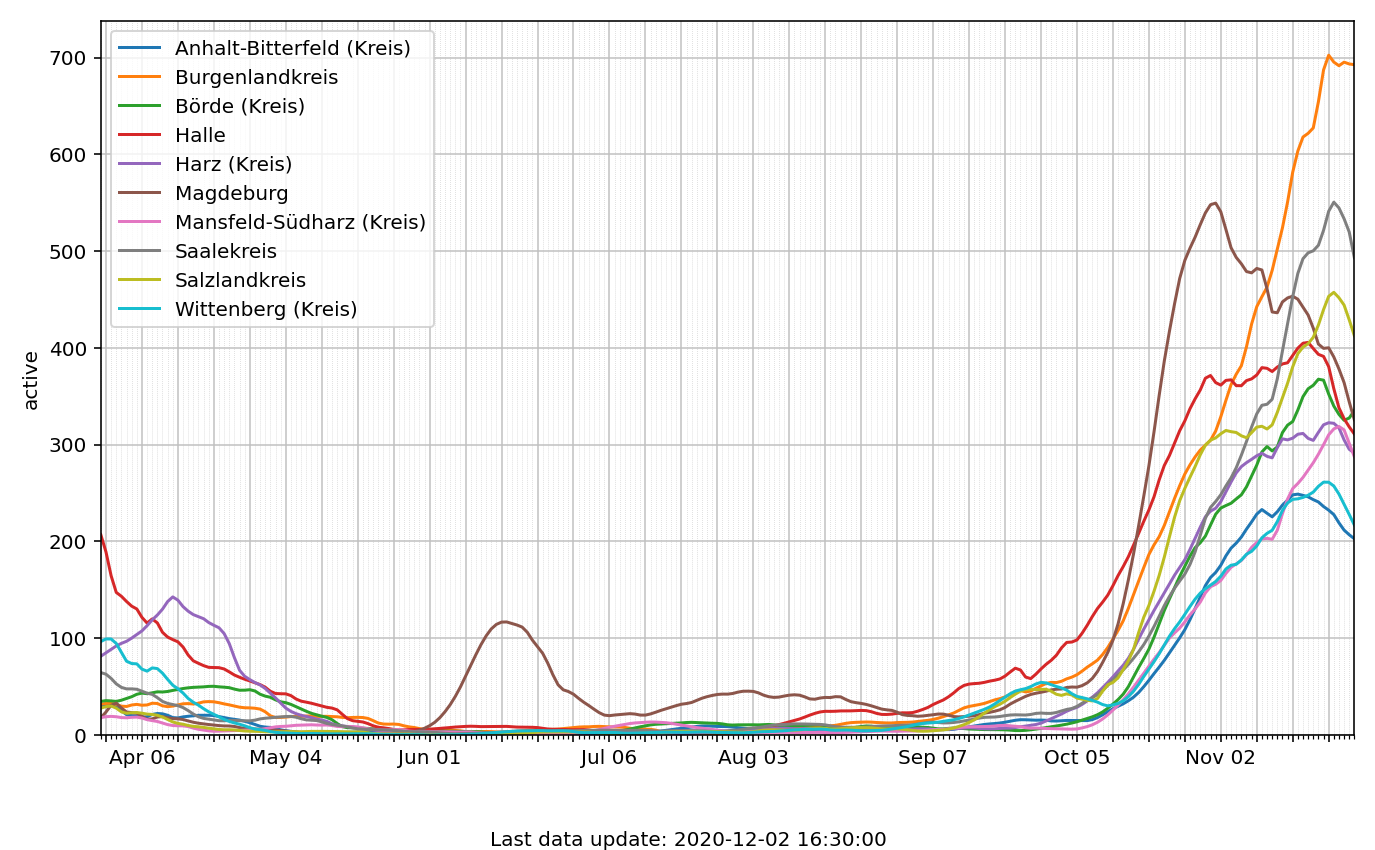 700
600
500
400
300
200
100
0
active
Anhalt-Bitterfeld (Kreis)
Burgenlandkreis
Börde (Kreis)
Halle
Harz (Kreis)
Magdeburg
Mansfeld-Südharz (Kreis)
Saalekreis
Salzlandkreis
Wittenberg (Kreis)
Apr 06 May 04 Jun 01 Jul 06 Aug 03 Sep 07 Oct 05 Nov 02
Last data update: 2020-12-02 16:30:00